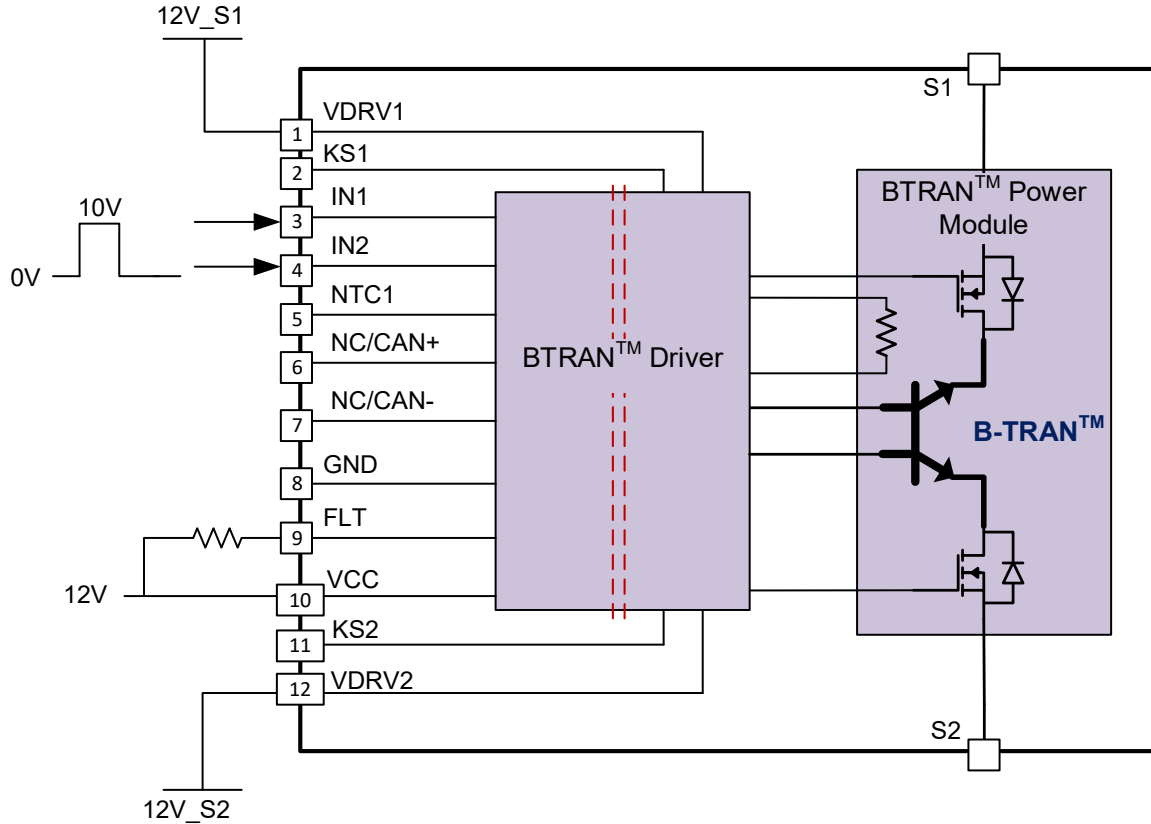 12V_S1
S1
VDRV1
1
KS1
2
BTRAN™ Power
Module
IN1
3
10V
0V
IN2
4
NTC1
5
NC/CAN+
6
BTRAN™ Driver
NC/CAN-
7
B-TRAN™
GND
8
FLT
9
VCC
10
12V
KS2
11
VDRV2
12
S2
12V_S2